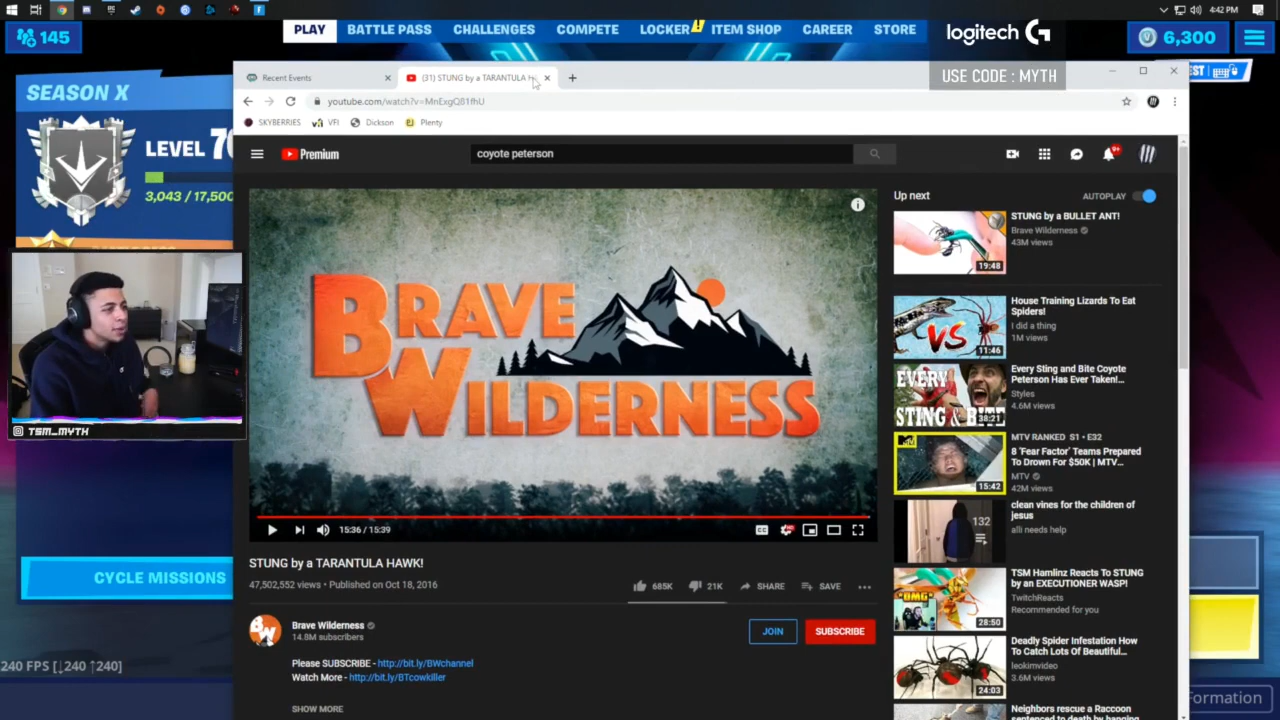 4:42 PM
145
PLAY
BATTLE PASS
CHALLENGES
COMPETE
LOCKER
ITEM SHOP
CAREER
STORE
logitech G
6,300
USE CODE : MYTH
Recent Events
(31) STUNG by a TARANTULA
youtube.com/watch?v=MnExgQ81fhU
SKYBERRIES
VFI
Dickson
Plenty
SEASON X
LEVEL 70
3,043 / 17,500
Premium
coyote peterson
9+
BRAVE
WILDERNESS
15:36 / 15:39
CC
HD
STUNG by a TARANTULA HAWK!
47,502,552 views • Published on Oct 18, 2016
685K
21K
SHARE
SAVE
Brave Wilderness
14.8M subscribers
JOIN
SUBSCRIBE
Please SUBSCRIBE - http://bit.ly/BWchannel
Watch More - http://bit.ly/BTcowkiller
SHOW MORE
Up next
AUTOPLAY
STUNG by a BULLET ANT!
Brave Wilderness
43M views
19:48
House Training Lizards To Eat
Spiders!
I did a thing
1M views
VS
11:46
Every Sting and Bite Coyote
Peterson Has Ever Taken!...
Styles
4.6M views
EVERY
STING & BITE
38:21
MTV RANKED S1 • E32
8 'Fear Factor' Teams Prepared
To Drown For $50K | MTV...
MTV
42M views
15:42
clean vines for the children of
jesus
alli needs help
132
TSM Hamlinz Reacts To STUNG
by an EXECUTIONER WASP!
TwitchReacts
Recommended for you
OMG
28:50
Deadly Spider Infestation How
To Catch Lots Of Beautiful...
leokimvideo
3.6M views
24:03
Neighbors rescue a Raccoon
TSM_MYTH
CYCLE MISSIONS
240 FPS [↓240 ↑240]
Formation